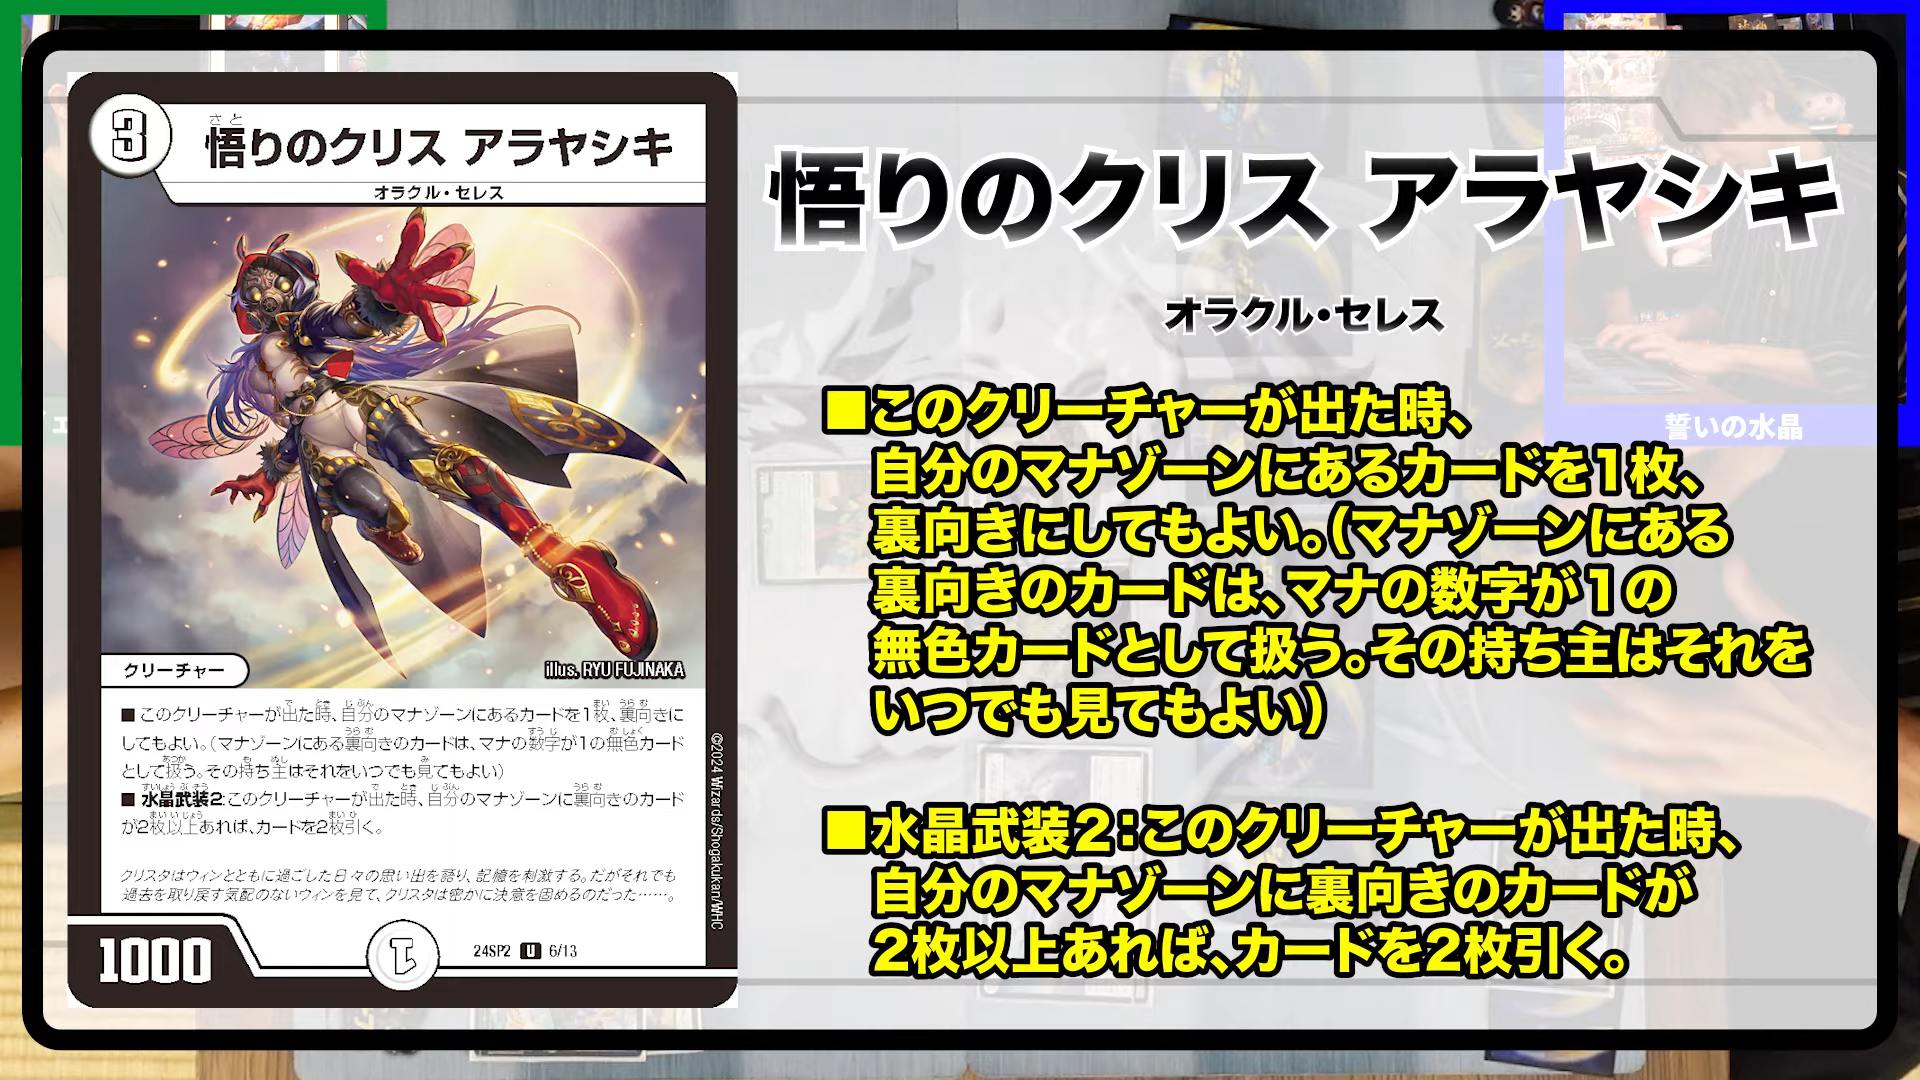 3
さと
悟りのクリス アラヤシキ
オラクル・セレス
クリーチャー
illus. RYU FUJINAKA
■このクリーチャーが出た時、自分のマナゾーンにあるカードを1枚、裏向きに
してもよい。(マナゾーンにある裏向きのカードは、マナの数字が1の無色カード
として扱う。その持ち主はそれをいつでも見てもよい)
■水晶武装2:このクリーチャーが出た時、自分のマナゾーンに裏向きのカード
が2枚以上あれば、カードを2枚引く。
クリスタはウィンとともに過ごした日々の思い出を語り、記憶を刺激する。だがそれでも
過去を取り戻す気配のないウィンを見て、クリスタは密かに決意を固めるのだった……。
1000
1
24SP2 U 6/13
©2024 Wizards/Shogakukan/WHC
悟りのクリス アラヤシキ
オラクル・セレス
■このクリーチャーが出た時、
自分のマナゾーンにあるカードを1枚、
裏向きにしてもよい。(マナゾーンにある
裏向きのカードは、マナの数字が１の
無色カードとして扱う。その持ち主はそれを
いつでも見てもよい)
■水晶武装２:このクリーチャーが出た時、
自分のマナゾーンに裏向きのカードが
2枚以上あれば、カードを2枚引く。
誓いの水晶